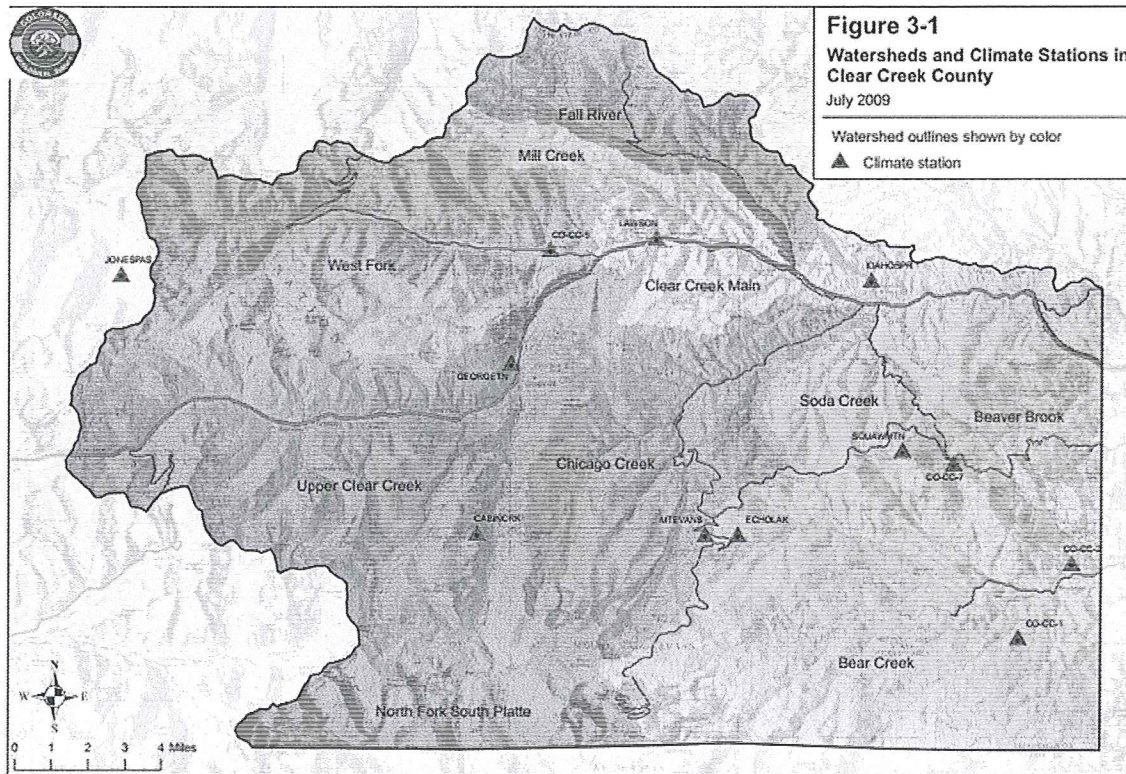 COLORADO
Figure 3-1
Watersheds and Climate Stations in
Clear Creek County
July 2009
Watershed outlines shown by color
Climate station
Fall River
Mill Creek
CO-CC-5
LAWSON
JONESPAS
West Fork
IDAHOSPR
Clear Creek Main
GEORGETN
Soda Creek
Beaver Brook
SQUAWMTN
Chicago Creek
CO-CC-7
Upper Clear Creek
CABINCRK
MTEVANS
ECHOLAK
CO-CC-1
Bear Creek
North Fork South Platte
N
W
E
S
0 1 2 3 4 Miles